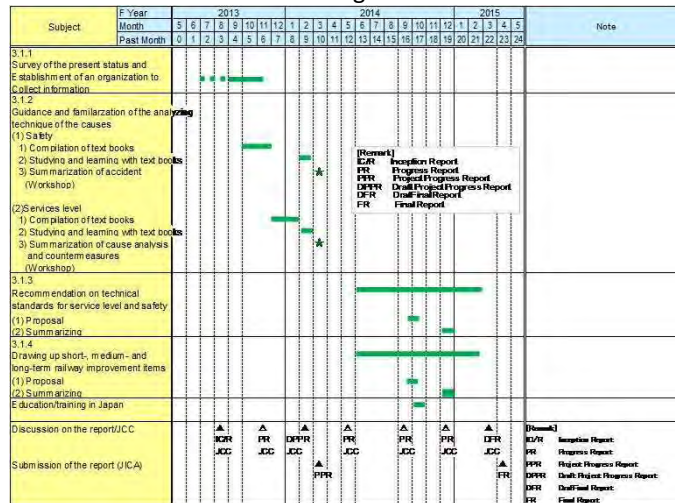 F Year 2013 2014 2015
Subject Month 5 6 7 8 9 10 11 12 1 2 3 4 5 6 7 8 9 10 11 12 1 2 3 4 5 Note
Past Month 0 1 2 3 4 5 6 7 8 9 10 11 12 13 14 15 16 17 18 19 20 21 22 23 24
3.1.1
Survey of the present status and
Establishment of an organization to
Collect information
3.1.2
Guidance and familiarzation of the analyzing
technique of the causes
(1) Safety
1) Compilation of text books
2) Studying and learning with text books
3) Summarization of accident
(Workshop)
[Remark]
IC/R Inception Report
PR Progress Report
PPR Project Progress Report
DPPR Draft Project Progress Report
DFR Draft Final Report
FR Final Report
(2)Services level
1) Compilation of text books
2) Studying and learning with text books
3) Summarization of cause analysis
and countermeasures
(Workshop)
3.1.3
Recommendation on technical
standards for service level and safety
(1) Proposal
(2) Summarizing
3.1.4
Drawing up short-, medium- and
long-term railway improvement items
(1) Proposal
(2) Summarizing
Education/training in Japan
Discussion on the report/JCC
IC/R PR DPPR PR PR PR DFR
JCC JCC JCC JCC JCC JCC JCC
Submission of the report (JICA)
PPR FR
[Remark]
IC/R Inception Report
PR Progress Report
PPR Project Progress Report
DPPR Draft Project Progress Report
DFR Draft Final Report
FR Final Report